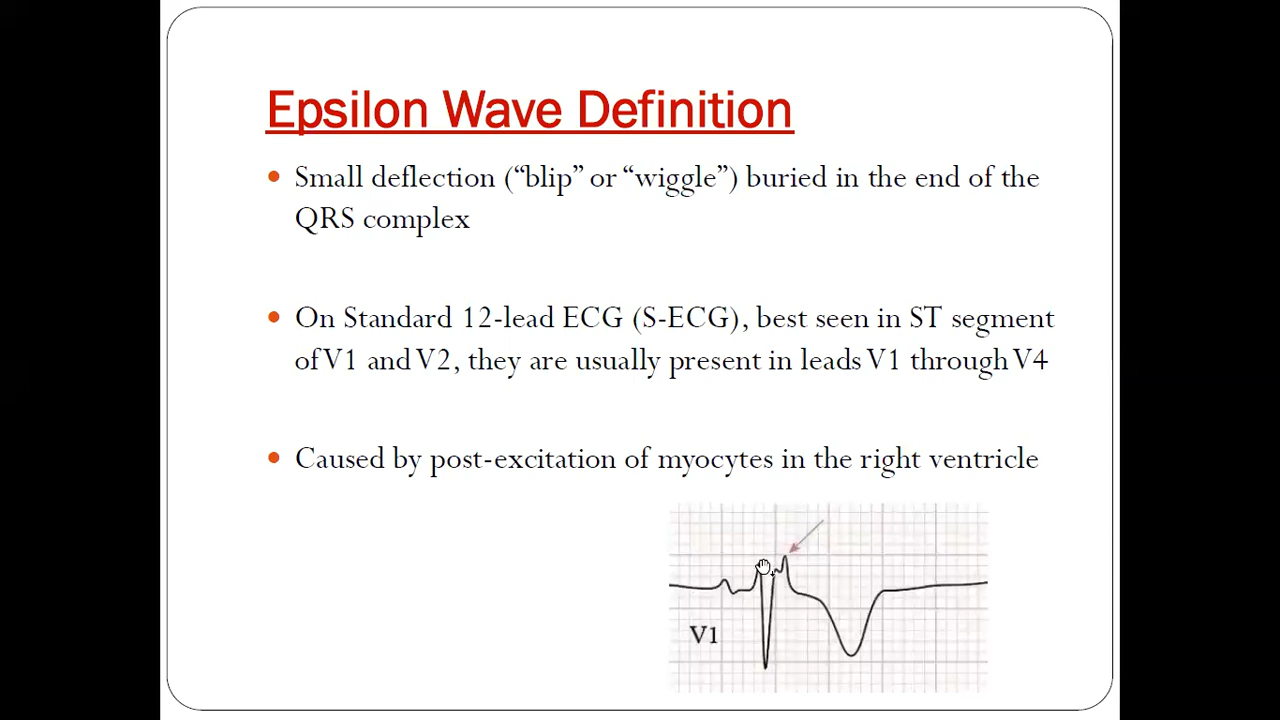 Epsilon Wave Definition
Small deflection (“blip” or “wiggle”) buried in the end of the
QRS complex
On Standard 12-lead ECG (S-ECG), best seen in ST segment
of V1 and V2, they are usually present in leads V1 through V4
Caused by post-excitation of myocytes in the right ventricle
V1